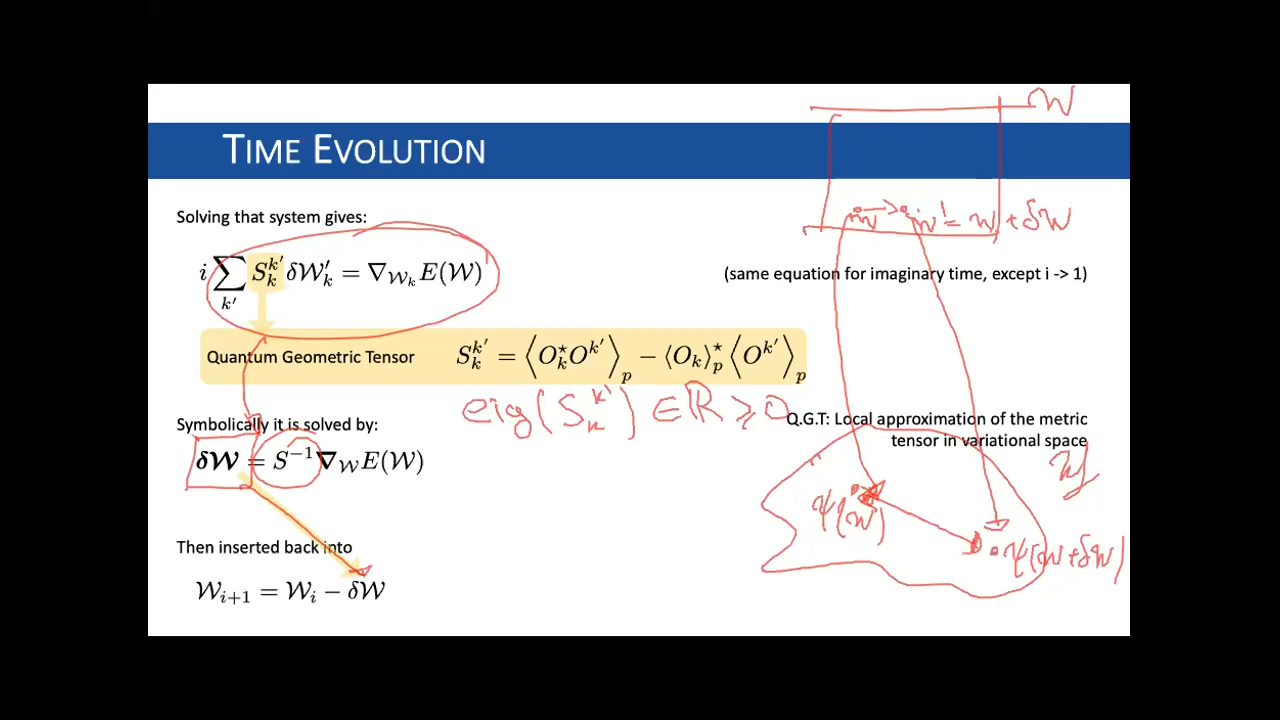 𝒲
TIME EVOLUTION
Solving that system gives:
w → w' = w + δW
i ∑_{k'} S_k^{k'} δ𝒲'_k = ∇_{𝒲_k} E(𝒲)
(same equation for imaginary time, except i -> 1)
Quantum Geometric Tensor S_k^{k'} = ⟨O_k^⋆ O^{k'}⟩_p − ⟨O_k⟩_p^⋆ ⟨O^{k'}⟩_p
eig(S_k^{k'}) ∈ ℝ ⩾ 0
Q.G.T: Local approximation of the metric
tensor in variational space
Symbolically it is solved by:
δ𝒲 = S^{−1} ∇_𝒲 E(𝒲)
ψ(W)
ψ(W+δW)
Then inserted back into
𝒲_{i+1} = 𝒲_i − δ𝒲